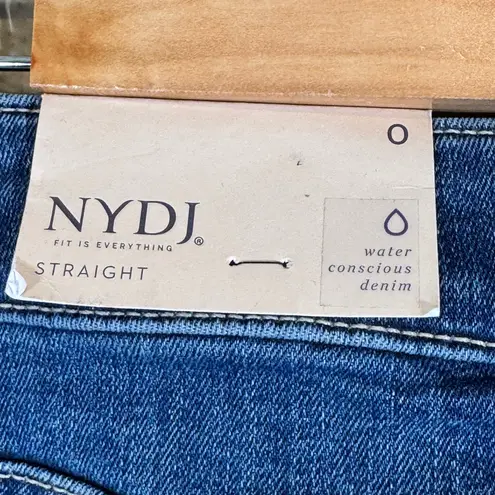 0
NYDJ®
FIT IS EVERYTHING
STRAIGHT
water
conscious
denim